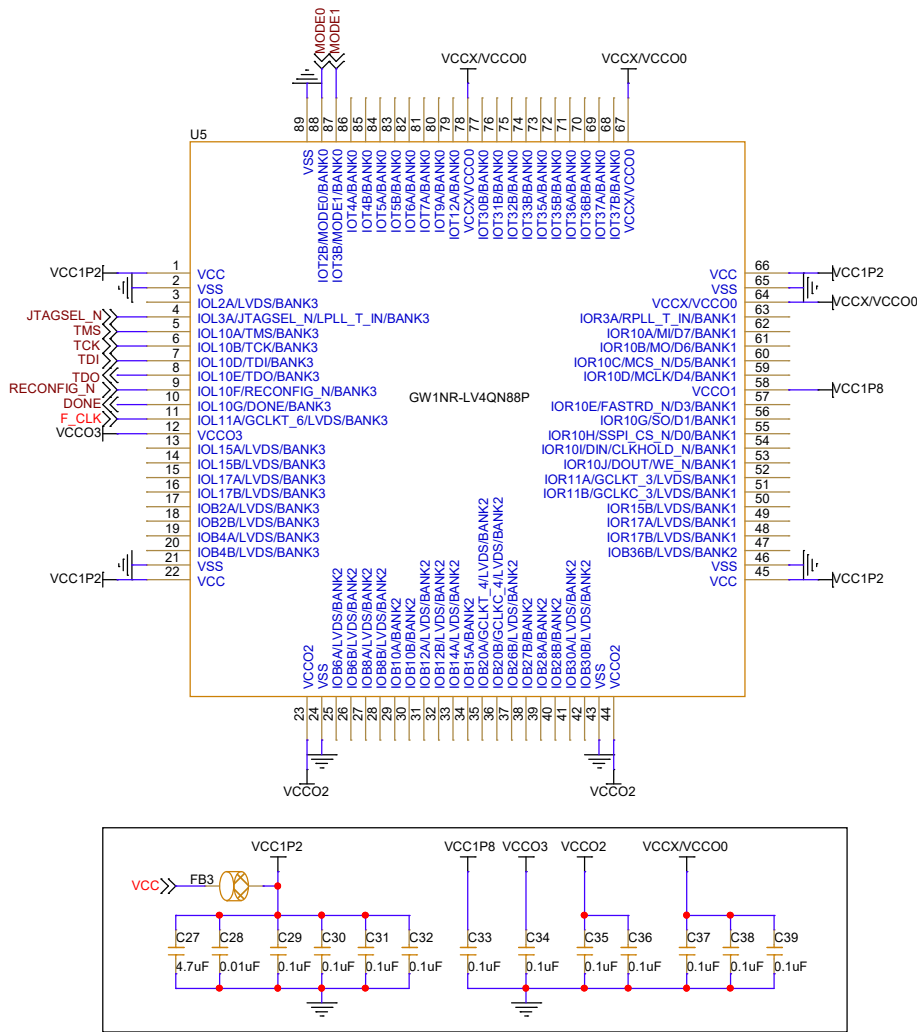 MODE0
MODE1
VCCX/VCCO0
VCCX/VCCO0
89
88
87
86
85
84
83
82
81
80
79
78
77
76
75
74
73
72
71
70
69
68
67
U5
VSS
IOT2B/MODE0/BANK0
IOT3B/MODE1/BANK0
IOT4A/BANK0
IOT4B/BANK0
IOT5A/BANK0
IOT5B/BANK0
IOT6A/BANK0
IOT7A/BANK0
IOT9A/BANK0
IOT12A/BANK0
VCCX/VCCO0
IOT30B/BANK0
IOT31B/BANK0
IOT32B/BANK0
IOT33B/BANK0
IOT35A/BANK0
IOT35B/BANK0
IOT36A/BANK0
IOT36B/BANK0
IOT37A/BANK0
IOT37B/BANK0
VCCX/VCCO0
VCC1P2 1 VCC
2 VSS
3 IOL2A/LVDS/BANK3
JTAGSEL_N 4 IOL3A/JTAGSEL_N/LPLL_T_IN/BANK3
TMS 5 IOL10A/TMS/BANK3
TCK 6 IOL10B/TCK/BANK3
TDI 7 IOL10D/TDI/BANK3
TDO 8 IOL10E/TDO/BANK3
RECONFIG_N 9 IOL10F/RECONFIG_N/BANK3
DONE 10 IOL10G/DONE/BANK3
F_CLK 11 IOL11A/GCLKT_6/LVDS/BANK3
VCCO3 12 VCCO3
13 IOL15A/LVDS/BANK3
14 IOL15B/LVDS/BANK3
15 IOL17A/LVDS/BANK3
16 IOL17B/LVDS/BANK3
17 IOB2A/LVDS/BANK3
18 IOB2B/LVDS/BANK3
19 IOB4A/LVDS/BANK3
20 IOB4B/LVDS/BANK3
21 VSS
VCC1P2 22 VCC
GW1NR-LV4QN88P
VCC 66 VCC1P2
VSS 65
VCCX/VCCO0 64 VCCX/VCCO0
IOR3A/RPLL_T_IN/BANK1 63
IOR10A/MI/D7/BANK1 62
IOR10B/MO/D6/BANK1 61
IOR10C/MCS_N/D5/BANK1 60
IOR10D/MCLK/D4/BANK1 59
VCCO1 58 VCC1P8
IOR10E/FASTRD_N/D3/BANK1 57
IOR10G/SO/D1/BANK1 56
IOR10H/SSPI_CS_N/D0/BANK1 55
IOR10I/DIN/CLKHOLD_N/BANK1 54
IOR10J/DOUT/WE_N/BANK1 53
IOR11A/GCLKT_3/LVDS/BANK1 52
IOR11B/GCLKC_3/LVDS/BANK1 51
IOR15B/LVDS/BANK1 50
IOR17A/LVDS/BANK1 49
IOR17B/LVDS/BANK1 48
IOB36B/LVDS/BANK2 47
VSS 46
VCC 45 VCC1P2
VCCO2
VSS
IOB6A/LVDS/BANK2
IOB6B/LVDS/BANK2
IOB8A/LVDS/BANK2
IOB8B/LVDS/BANK2
IOB10A/BANK2
IOB10B/BANK2
IOB12A/LVDS/BANK2
IOB12B/LVDS/BANK2
IOB14A/LVDS/BANK2
IOB15A/BANK2
IOB20A/GCLKT_4/LVDS/BANK2
IOB20B/GCLKC_4/LVDS/BANK2
IOB26B/LVDS/BANK2
IOB27B/BANK2
IOB28A/BANK2
IOB28B/BANK2
IOB30A/LVDS/BANK2
IOB30B/LVDS/BANK2
VSS
VCCO2
23
24
25
26
27
28
29
30
31
32
33
34
35
36
37
38
39
40
41
42
43
44
VCCO2
VCCO2
VCC1P2 VCC1P8 VCCO3 VCCO2 VCCX/VCCO0
VCC FB3
C27 C28 C29 C30 C31 C32 C33 C34 C35 C36 C37 C38 C39
4.7uF 0.01uF 0.1uF 0.1uF 0.1uF 0.1uF 0.1uF 0.1uF 0.1uF 0.1uF 0.1uF 0.1uF 0.1uF